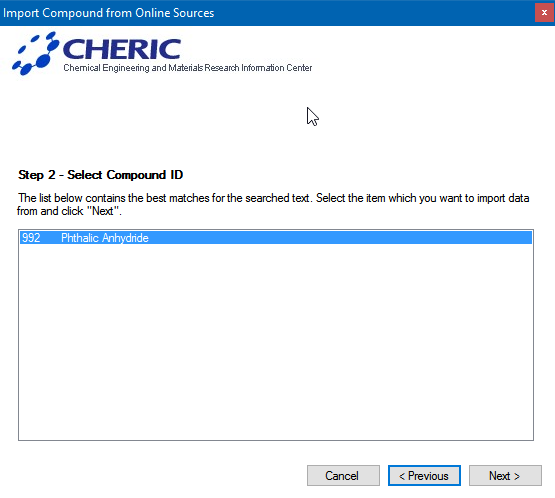 Import Compound from Online Sources
x
CHERIC
Chemical Engineering and Materials Research Information Center
Step 2 - Select Compound ID
The list below contains the best matches for the searched text. Select the item which you want to import data
from and click "Next".
992 Phthalic Anhydride
Cancel < Previous Next >